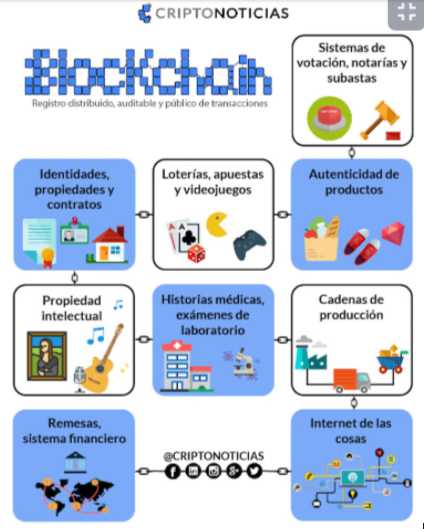 CRIPTONOTICIAS
BlocKchain
Registro distribuido, auditable y público de transacciones
Sistemas de
votación, notarías y
subastas
Identidades,
propiedades y
contratos
Loterías, apuestas
y videojuegos
Autenticidad de
productos
A A
Propiedad
intelectual
Historias médicas,
exámenes de
laboratorio
Cadenas de
producción
Remesas,
sistema financiero
@CRIPTONOTICIAS
Internet de las
cosas